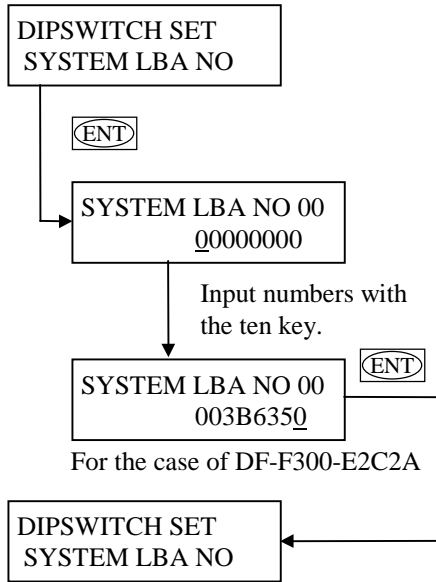 DIPSWITCH SET
SYSTEM LBA NO
ENT
SYSTEM LBA NO 00
00000000
Input numbers with
the ten key.
ENT
SYSTEM LBA NO 00
003B6350
For the case of DF-F300-E2C2A
DIPSWITCH SET
SYSTEM LBA NO